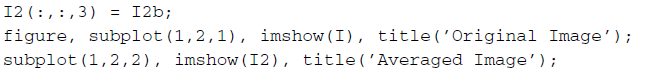 I2(:,:,3) = I2b;
figure, subplot(1,2,1), imshow(I), title(’Original Image’);
subplot(1,2,2), imshow(I2), title(’Averaged Image’);